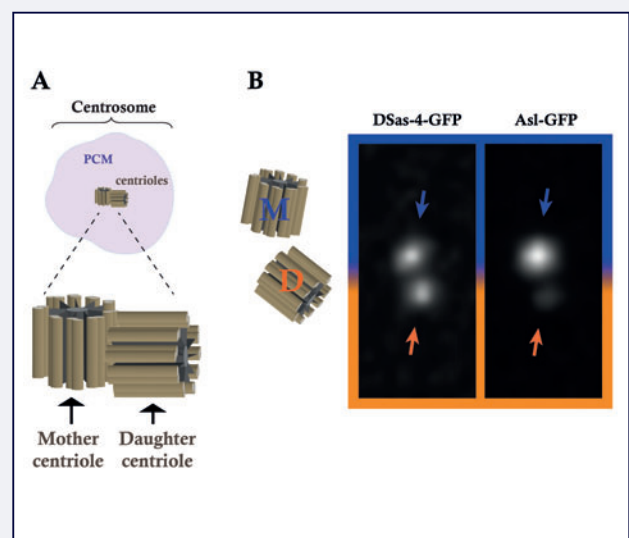 A
Centrosome
PCM
centrioles
Mother
centriole
Daughter
centriole
B
M
D
DSas-4-GFP
Asl-GFP